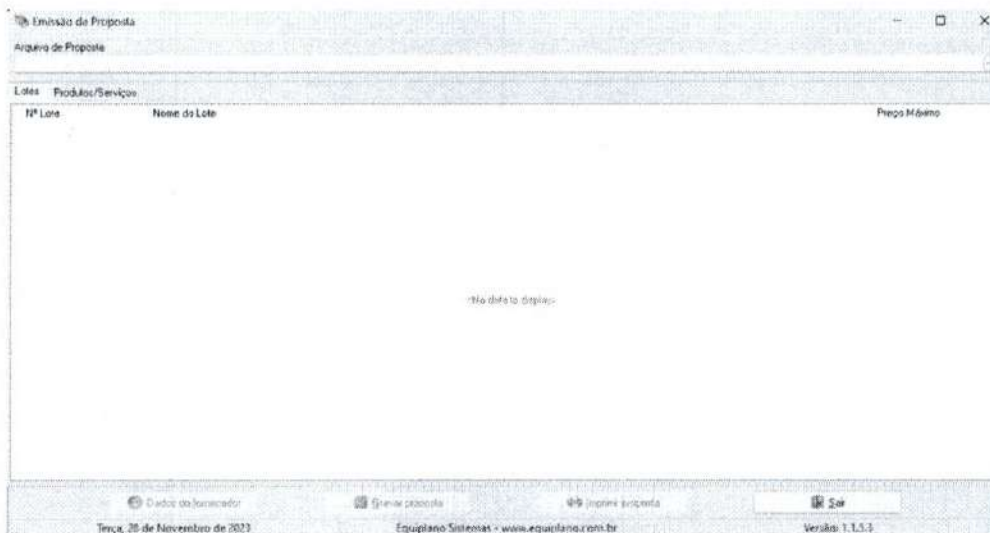 Emissão de Proposta
Arquivo de Proposta
Lotes Produtos/Serviços
Nº Lote Nome do Lote Preço Máximo
<No data to display>
Dados do fornecedor Gravar proposta Imprimir proposta Sair
Terça, 28 de Novembro de 2023 Equiplano Sistemas - www.equiplano.com.br Versão: 1.1.5.3